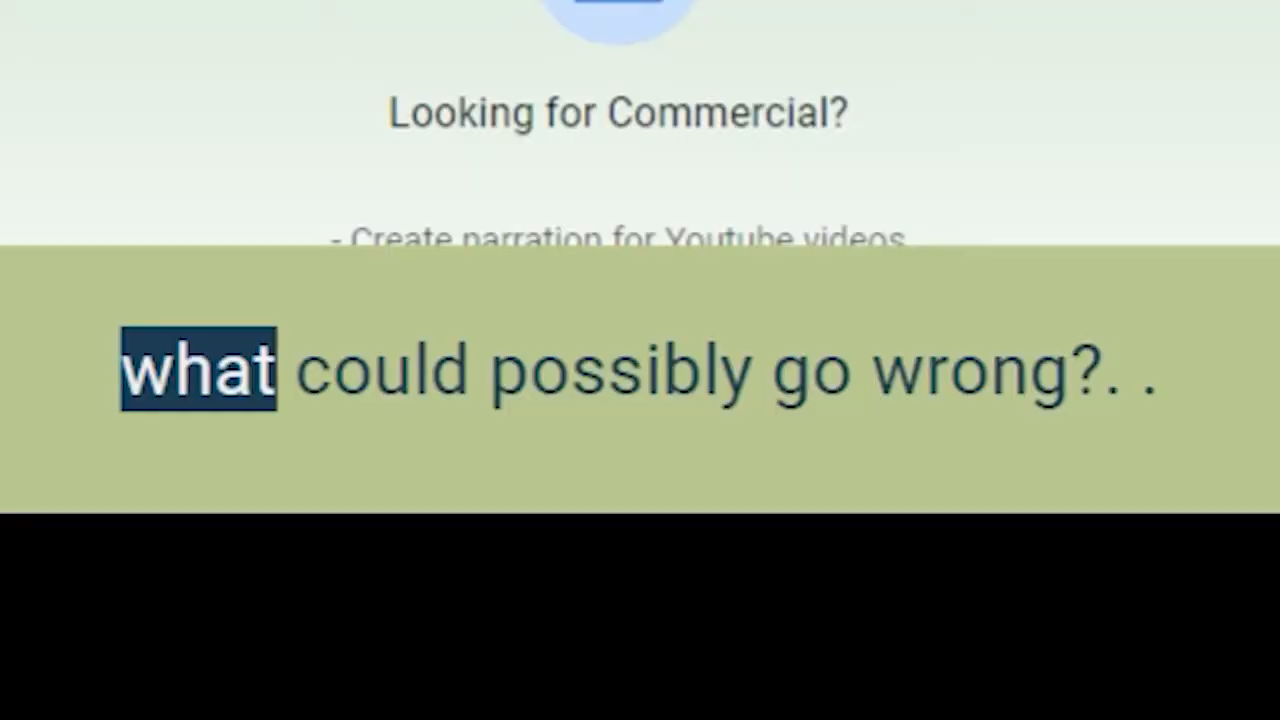 Looking for Commercial?
- Create narration for Youtube videos
what could possibly go wrong?. .